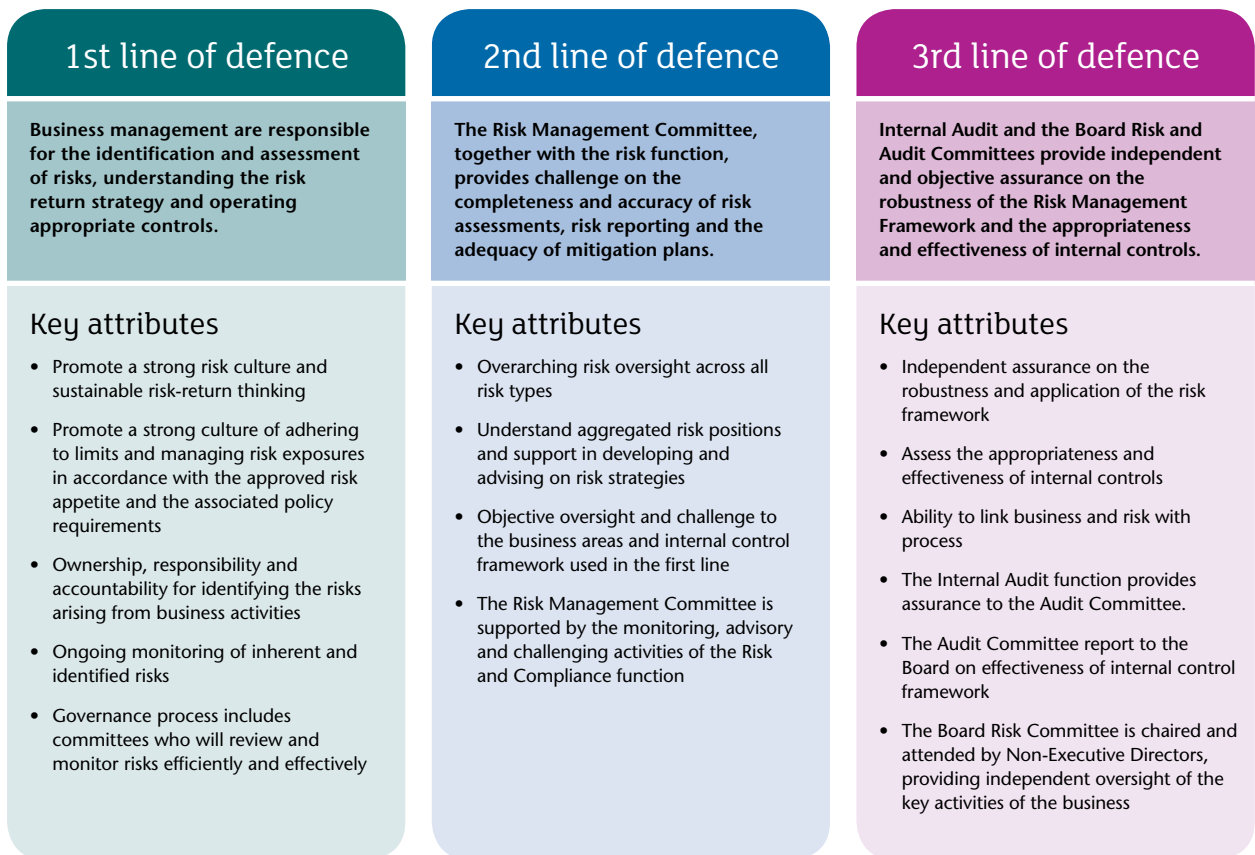 1st line of defence
Business management are responsible
for the identification and assessment
of risks, understanding the risk
return strategy and operating
appropriate controls.
Key attributes
• Promote a strong risk culture and
sustainable risk-return thinking
• Promote a strong culture of adhering
to limits and managing risk exposures
in accordance with the approved risk
appetite and the associated policy
requirements
• Ownership, responsibility and
accountability for identifying the risks
arising from business activities
• Ongoing monitoring of inherent and
identified risks
• Governance process includes
committees who will review and
monitor risks efficiently and effectively
2nd line of defence
The Risk Management Committee,
together with the risk function,
provides challenge on the
completeness and accuracy of risk
assessments, risk reporting and the
adequacy of mitigation plans.
Key attributes
• Overarching risk oversight across all
risk types
• Understand aggregated risk positions
and support in developing and
advising on risk strategies
• Objective oversight and challenge to
the business areas and internal control
framework used in the first line
• The Risk Management Committee is
supported by the monitoring, advisory
and challenging activities of the Risk
and Compliance function
3rd line of defence
Internal Audit and the Board Risk and
Audit Committees provide independent
and objective assurance on the
robustness of the Risk Management
Framework and the appropriateness
and effectiveness of internal controls.
Key attributes
• Independent assurance on the
robustness and application of the risk
framework
• Assess the appropriateness and
effectiveness of internal controls
• Ability to link business and risk with
process
• The Internal Audit function provides
assurance to the Audit Committee.
• The Audit Committee report to the
Board on effectiveness of internal control
framework
• The Board Risk Committee is chaired and
attended by Non-Executive Directors,
providing independent oversight of the
key activities of the business